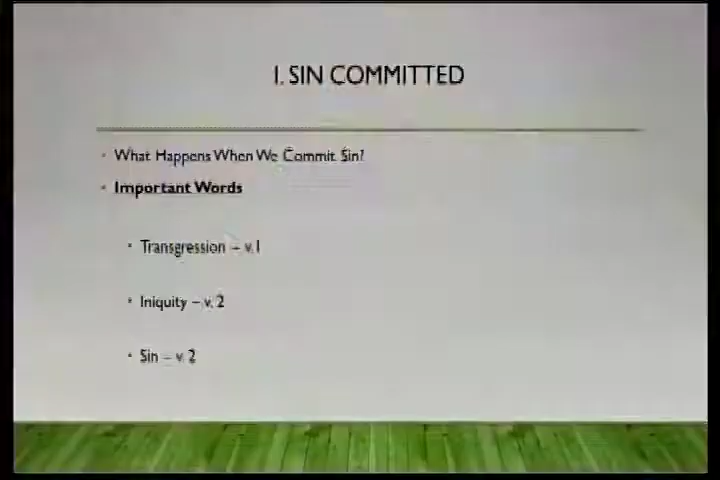 I. SIN COMMITTED
• What Happens When We Commit Sin?
• Important Words
• Transgression – v.1
• Iniquity – v. 2
• Sin – v. 2